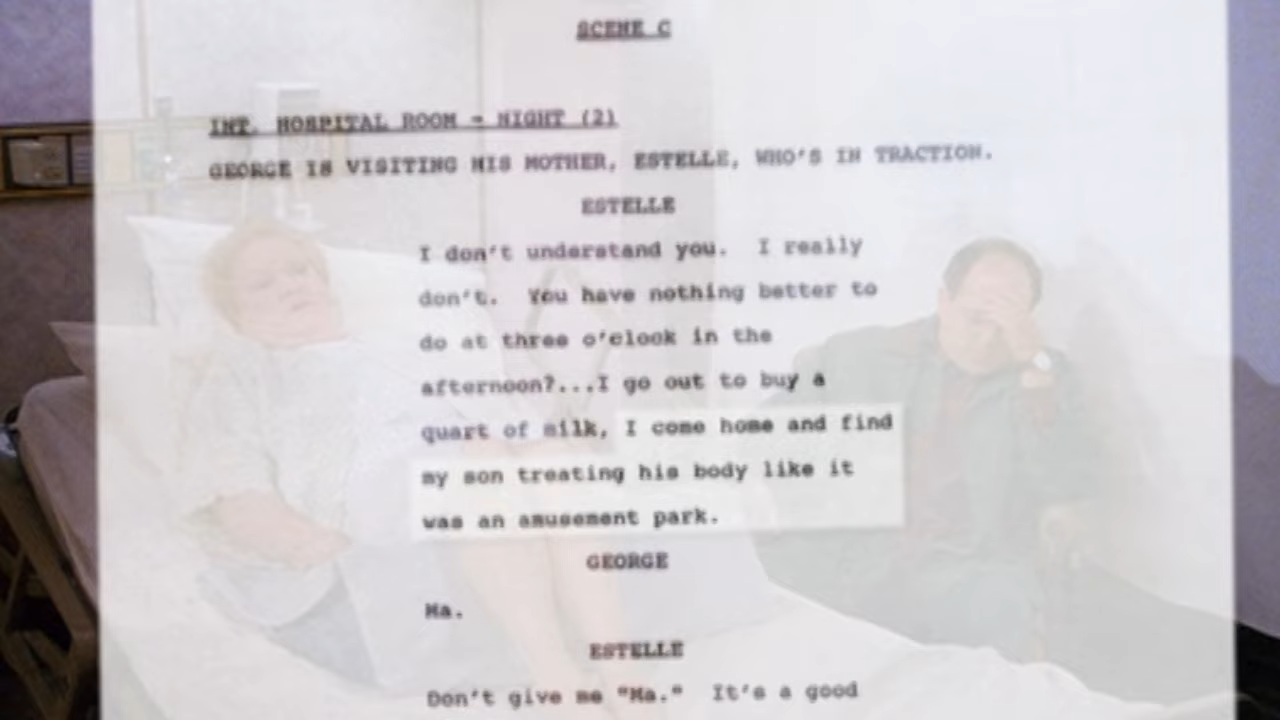 SCENE C
INT. HOSPITAL ROOM - NIGHT (2)
GEORGE IS VISITING HIS MOTHER, ESTELLE, WHO'S IN TRACTION.
ESTELLE
I don't understand you. I really
don't. You have nothing better to
do at three o'clock in the
afternoon?...I go out to buy a
quart of milk, I come home and find
my son treating his body like it
was an amusement park.
GEORGE
Ma.
ESTELLE
Don't give me "Ma." It's a good